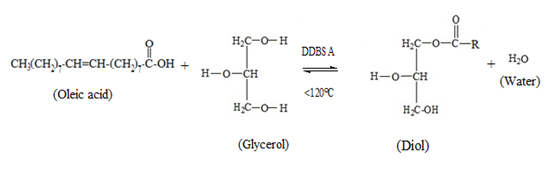 O
H₂C-O-C-R
H₂C-O-H
O
DDBS A
CH₃(CH₂)₇-CH=CH-(CH₂)₇-C-OH + H-O-CH <120°C H-O-CH + H₂O
(Oleic acid) (Water)
H₂C-O-H H₂C-OH
(Glycerol) (Diol)